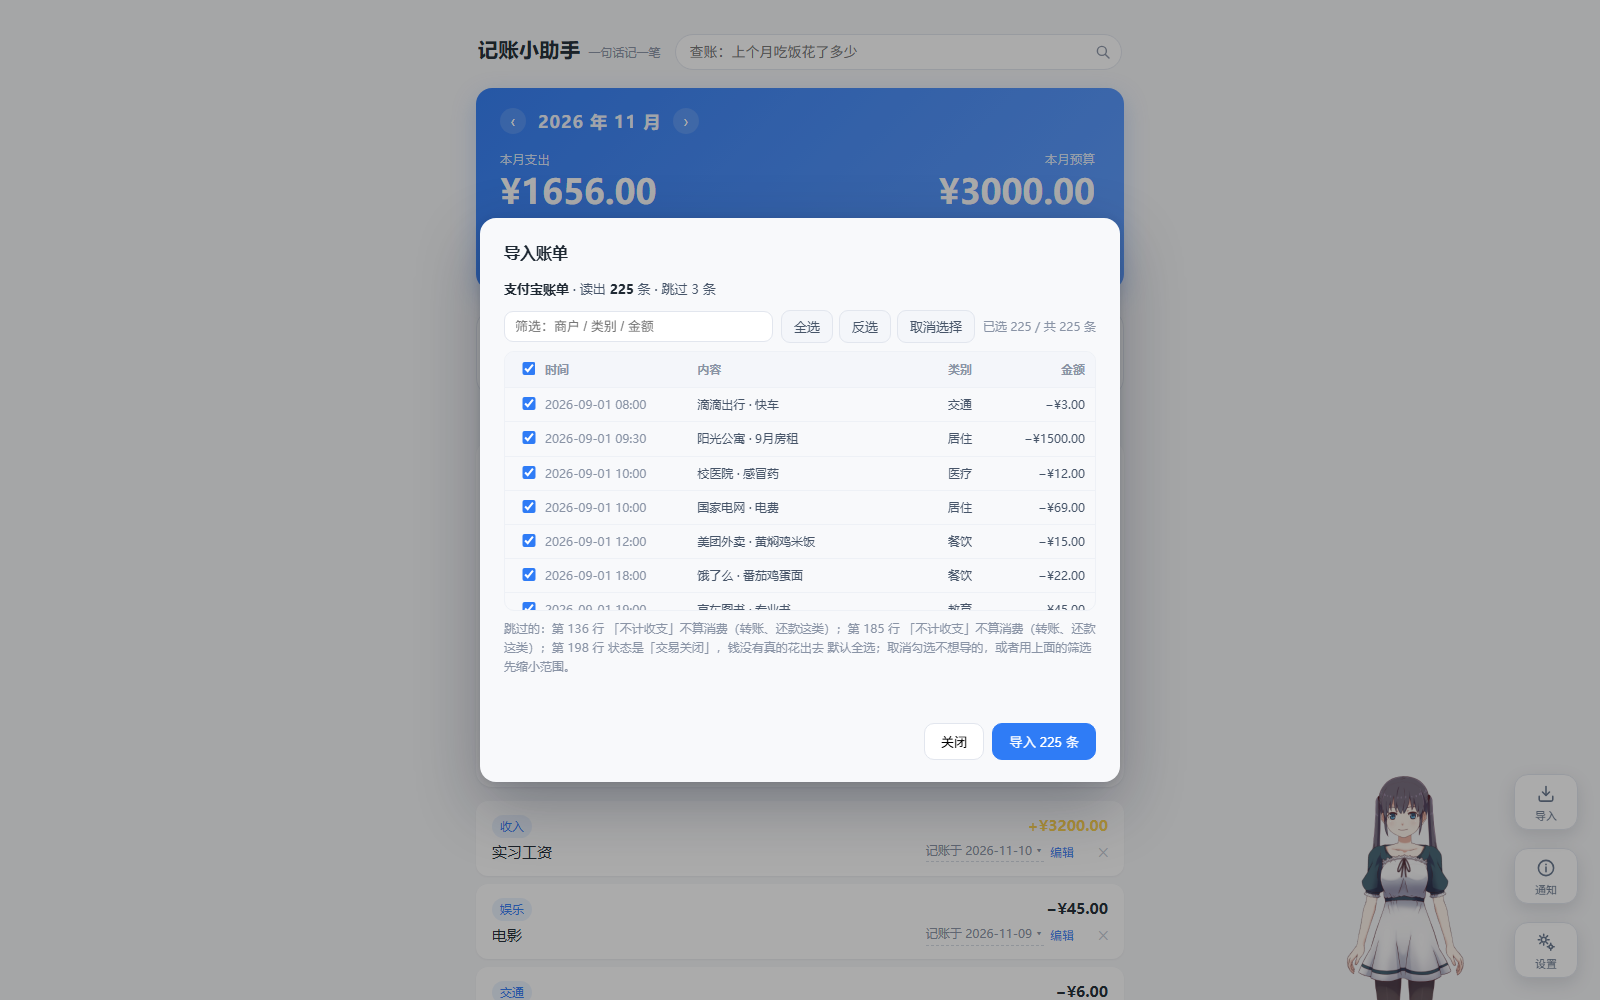 记账小助手 一句话记一笔
查账：上个月吃饭花了多少
‹ 2026 年 11 月 ›
本月支出 本月预算
¥1656.00 ¥3000.00
导入账单
支付宝账单 · 读出 225 条 · 跳过 3 条
筛选：商户 / 类别 / 金额 全选 反选 取消选择 已选 225 / 共 225 条
时间 内容 类别 金额
2026-09-01 08:00 滴滴出行 · 快车 交通 −¥3.00
2026-09-01 09:30 阳光公寓 · 9月房租 居住 −¥1500.00
2026-09-01 10:00 校医院 · 感冒药 医疗 −¥12.00
2026-09-01 10:00 国家电网 · 电费 居住 −¥69.00
2026-09-01 12:00 美团外卖 · 黄焖鸡米饭 餐饮 −¥15.00
2026-09-01 18:00 饿了么 · 番茄鸡蛋面 餐饮 −¥22.00
2026-09-01 19:00 京东图书 · 专业书 教育 −¥45.00
跳过的：第 136 行 「不计收支」不算消费（转账、还款这类）；第 185 行 「不计收支」不算消费（转账、还款
这类）；第 198 行 状态是「交易关闭」，钱没有真的花出去 默认全选；取消勾选不想导的，或者用上面的筛选
先缩小范围。
关闭 导入 225 条
收入 +¥3200.00
实习工资 记账于 2026-11-10 编辑
娱乐 −¥45.00
电影 记账于 2026-11-09 编辑
交通 −¥6.00
导入
通知
设置